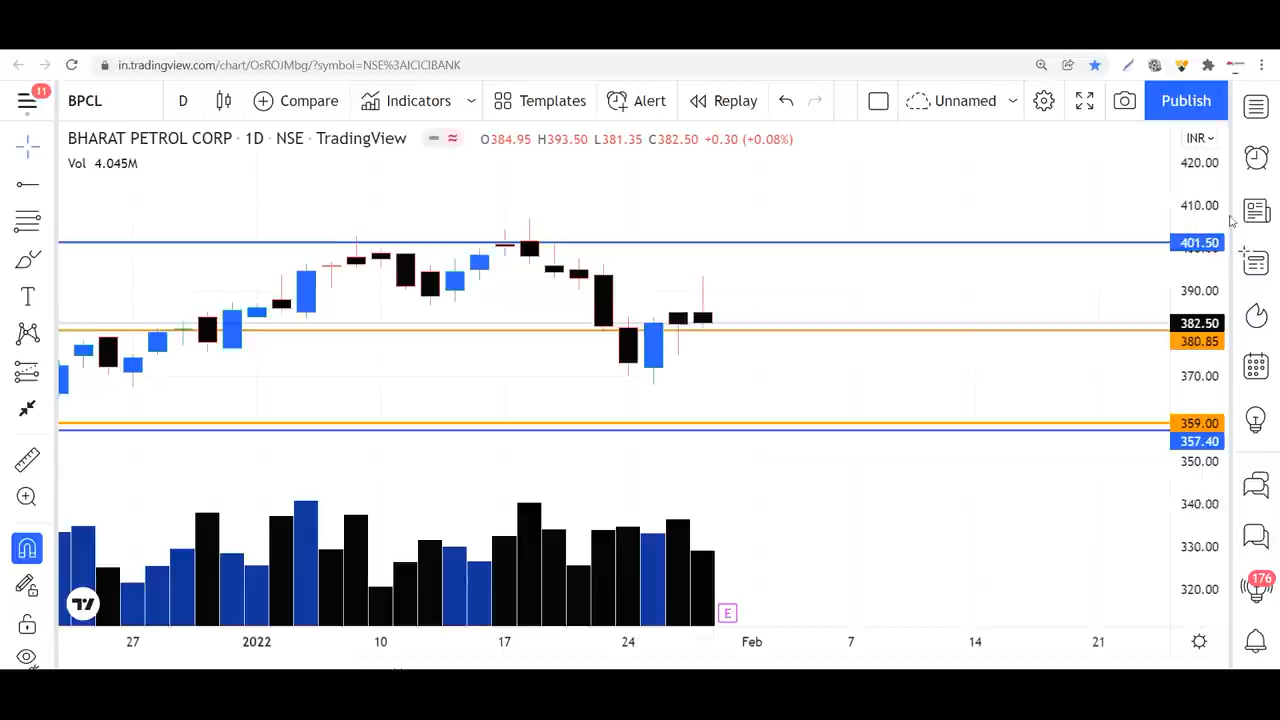 in.tradingview.com/chart/OsROJMbg/?symbol=NSE%3AICICIBANK
11
BPCL D Compare Indicators Templates Alert Replay Unnamed Publish
BHARAT PETROL CORP · 1D · NSE · TradingView O384.95 H393.50 L381.35 C382.50 +0.30 (+0.08%) INR
Vol 4.045M
420.00
410.00
401.50
390.00
382.50
380.85
370.00
359.00
357.40
350.00
340.00
330.00
176
320.00
E
27 2022 10 17 24 Feb 7 14 21